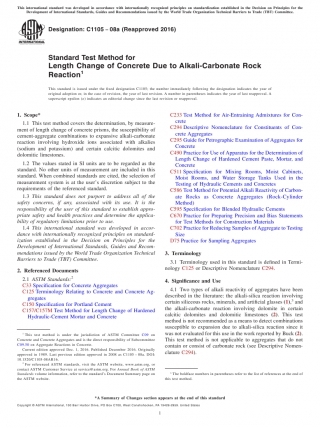 This international standard was developed in accordance with internationally recognized principles on standardization established in the Decision on Principles for the
Development of International Standards, Guides and Recommendations issued by the World Trade Organization Technical Barriers to Trade (TBT) Committee.
Designation: C1105 − 08a (Reapproved 2016)
INTERNATIONAL
Standard Test Method for
Length Change of Concrete Due to Alkali-Carbonate Rock
Reaction1
This standard is issued under the fixed designation C1105; the number immediately following the designation indicates the year of
original adoption or, in the case of revision, the year of last revision. A number in parentheses indicates the year of last reapproval. A
superscript epsilon (´) indicates an editorial change since the last revision or reapproval.
1. Scope*
1.1 This test method covers the determination, by measure-
ment of length change of concrete prisms, the susceptibility of
cement-aggregate combinations to expansive alkali-carbonate
reaction involving hydroxide ions associated with alkalies
(sodium and potassium) and certain calcitic dolomites and
dolomitic limestones.
1.2 The values stated in SI units are to be regarded as the
standard. No other units of measurement are included in this
standard. When combined standards are cited, the selection of
measurement system is at the user's discretion subject to the
requirements of the referenced standard.
1.3 This standard does not purport to address all of the
safety concerns, if any, associated with its use. It is the
responsibility of the user of this standard to establish appro-
priate safety and health practices and determine the applica-
bility of regulatory limitations prior to use.
1.4 This international standard was developed in accor-
dance with internationally recognized principles on standard-
ization established in the Decision on Principles for the
Development of International Standards, Guides and Recom-
mendations issued by the World Trade Organization Technical
Barriers to Trade (TBT) Committee.
2. Referenced Documents
2.1 ASTM Standards:2
C33 Specification for Concrete Aggregates
C125 Terminology Relating to Concrete and Concrete Ag-
gregates
C150 Specification for Portland Cement
C157/C157M Test Method for Length Change of Hardened
Hydraulic-Cement Mortar and Concrete
1 This test method is under the jurisdiction of ASTM Committee C09 on
Concrete and Concrete Aggregates and is the direct responsibility of Subcommittee
C09.50 on Aggregate Reactions in Concrete.
Current edition approved Dec. 1, 2016. Published December 2016. Originally
approved in 1989. Last previous edition approved in 2008 as C1105 – 08a. DOI:
10.1520/C1105-08AR16.
2 For referenced ASTM standards, visit the ASTM website, www.astm.org, or
contact ASTM Customer Service at service@astm.org. For Annual Book of ASTM
Standards volume information, refer to the standard's Document Summary page on
the ASTM website.
C233 Test Method for Air-Entraining Admixtures for Con-
crete
C294 Descriptive Nomenclature for Constituents of Con-
crete Aggregates
C295 Guide for Petrographic Examination of Aggregates for
Concrete
C490 Practice for Use of Apparatus for the Determination of
Length Change of Hardened Cement Paste, Mortar, and
Concrete
C511 Specification for Mixing Rooms, Moist Cabinets,
Moist Rooms, and Water Storage Tanks Used in the
Testing of Hydraulic Cements and Concretes
C586 Test Method for Potential Alkali Reactivity of Carbon-
ate Rocks as Concrete Aggregates (Rock-Cylinder
Method)
C595 Specification for Blended Hydraulic Cements
C670 Practice for Preparing Precision and Bias Statements
for Test Methods for Construction Materials
C702 Practice for Reducing Samples of Aggregate to Testing
Size
D75 Practice for Sampling Aggregates
3. Terminology
3.1 Terminology used in this standard is defined in Termi-
nology C125 or Descriptive Nomenclature C294.
4. Significance and Use
4.1 Two types of alkali reactivity of aggregates have been
described in the literature: the alkali-silica reaction involving
certain siliceous rocks, minerals, and artificial glasses (1),3 and
the alkali-carbonate reaction involving dolomite in certain
calcitic dolomites and dolomitic limestones (2). This test
method is not recommended as a means to detect combinations
susceptible to expansion due to alkali-silica reaction since it
was not evaluated for this use in the work reported by Buck (2).
This test method is not applicable to aggregates that do not
contain or consist of carbonate rock (see Descriptive Nomen-
clature C294).
3 The boldface numbers in parentheses refer to the list of references at the end of
this test method.
*A Summary of Changes section appears at the end of this standard
Copyright © ASTM International, 100 Barr Harbor Drive, PO Box C700, West Conshohocken, PA 19428-2959. United States
1